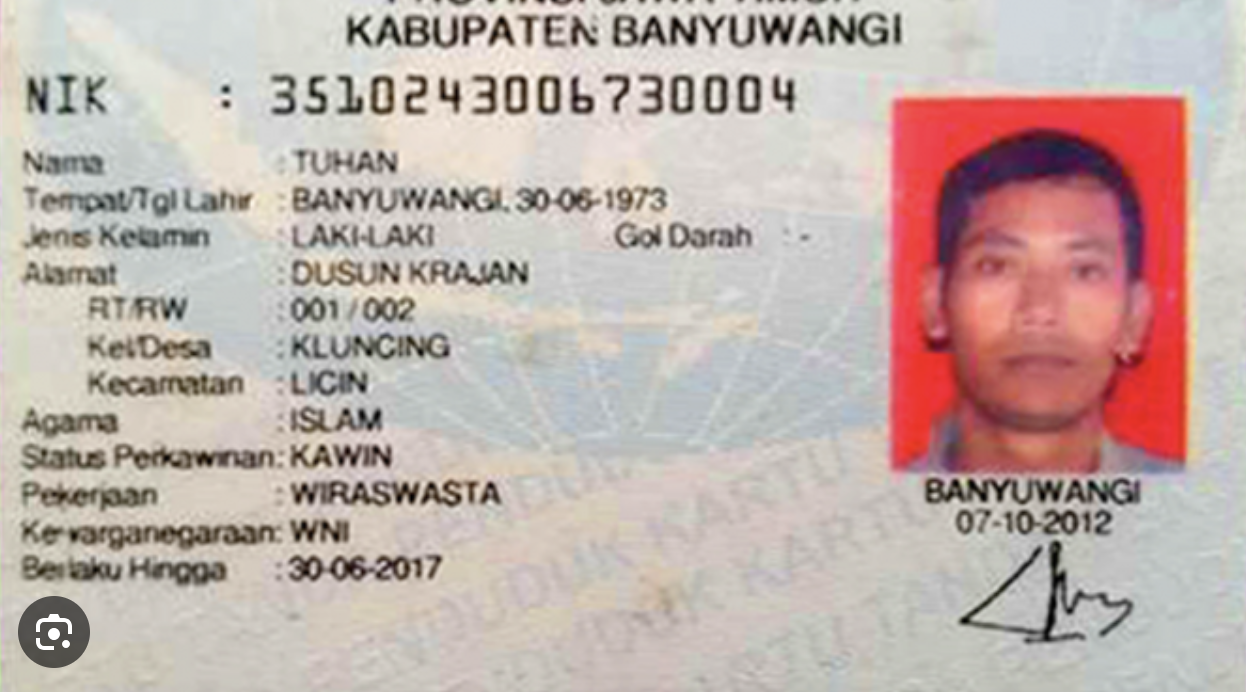 KABUPATEN BANYUWANGI
NIK : 3510243006730004
Nama : TUHAN
Tempat/Tgl Lahir : BANYUWANGI, 30-06-1973
Jenis Kelamin : LAKI-LAKI Gol Darah : -
Alamat : DUSUN KRAJAN
RT/RW : 001 / 002
Kel/Desa : KLUNCING
Kecamatan : LICIN
Agama : ISLAM
Status Perkawinan: KAWIN
Pekerjaan : WIRASWASTA
Kewarganegaraan: WNI
Berlaku Hingga : 30-06-2017
BANYUWANGI
07-10-2012